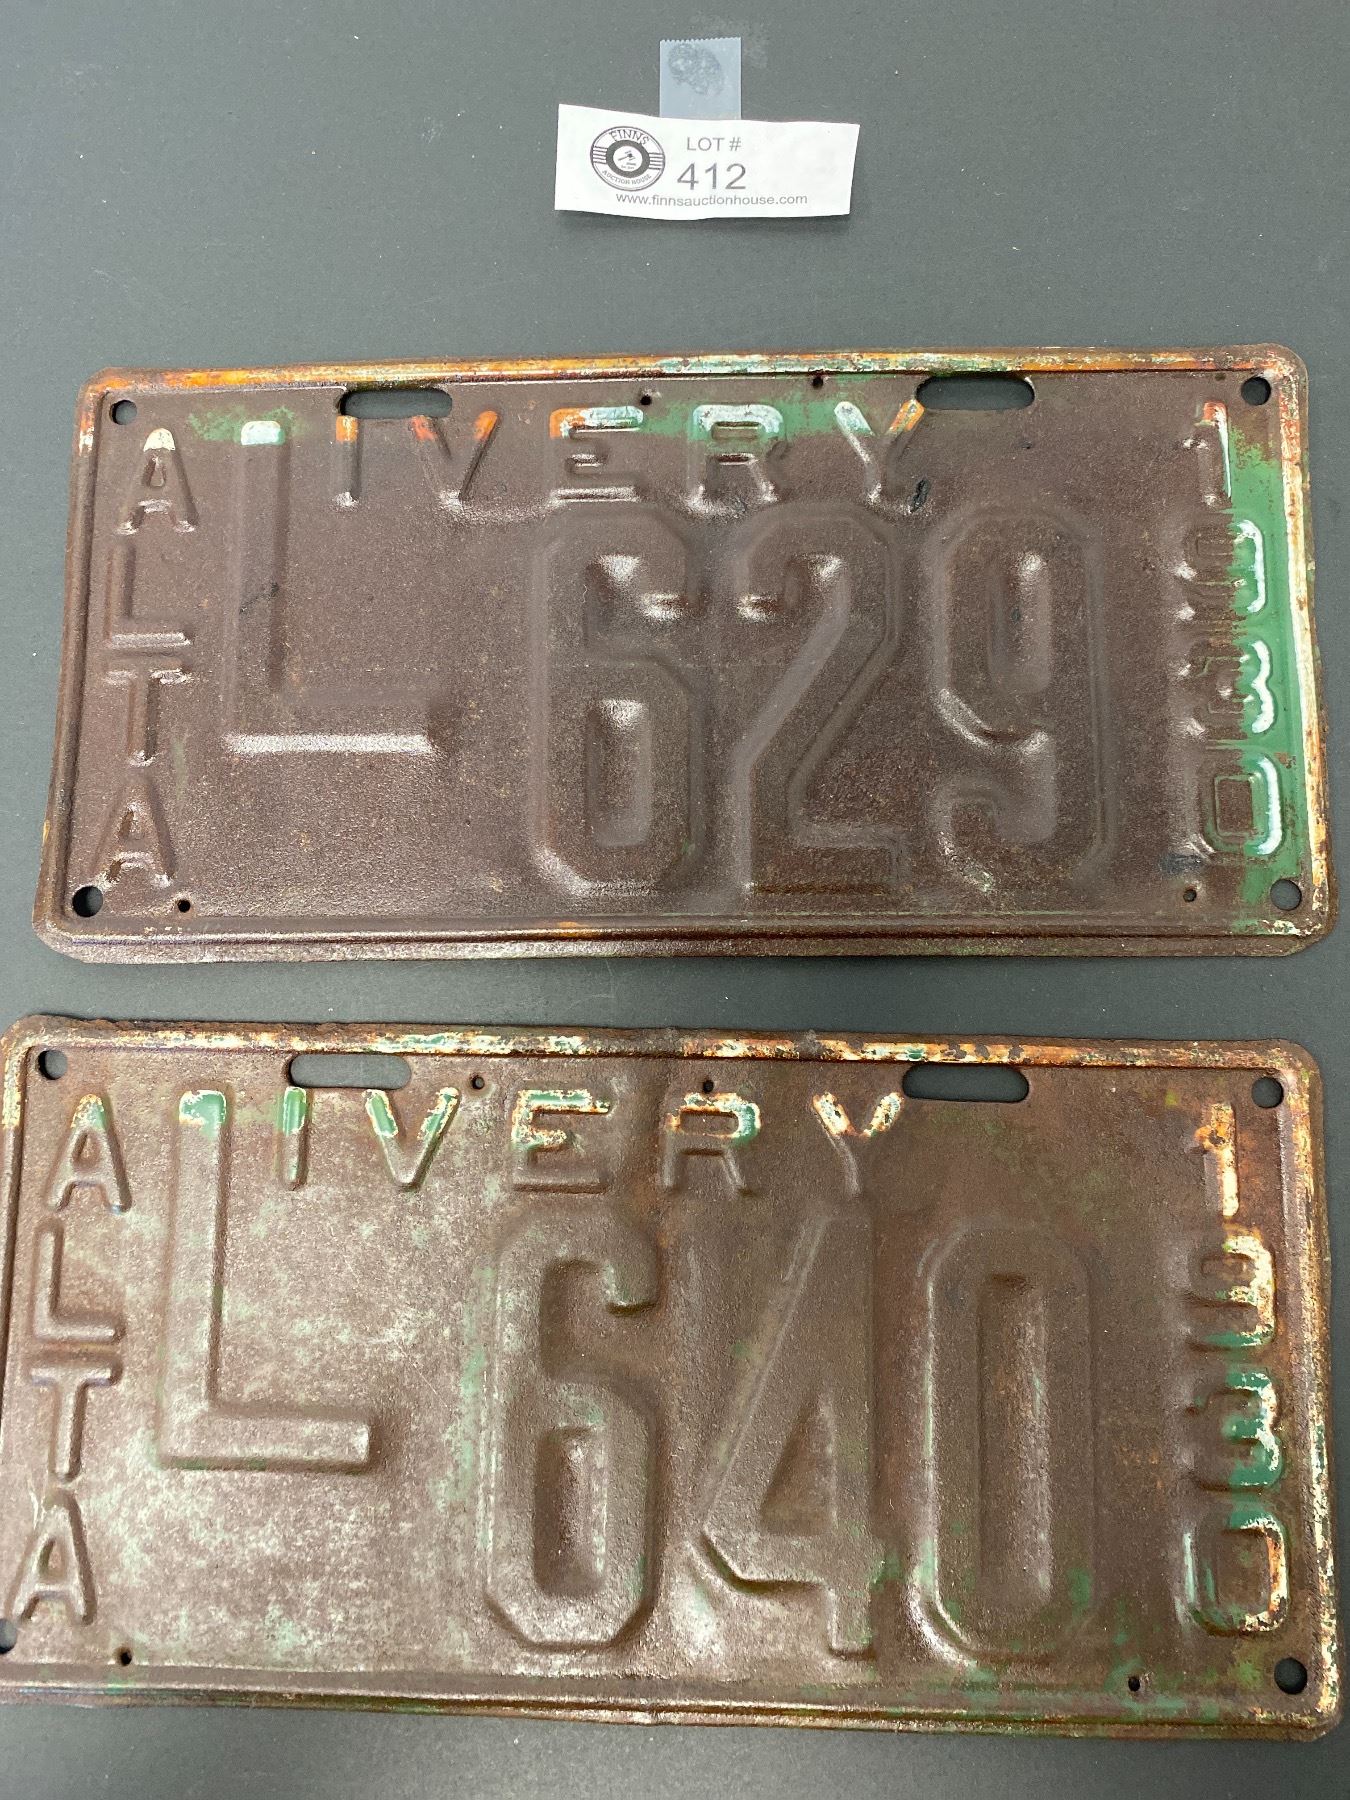 FINNS
AUCTION HOUSE
LOT #
412
www.finnsauctionhouse.com
LIVERY
ALTA
L-629
1930
LIVERY
ALTA
L-640
1930